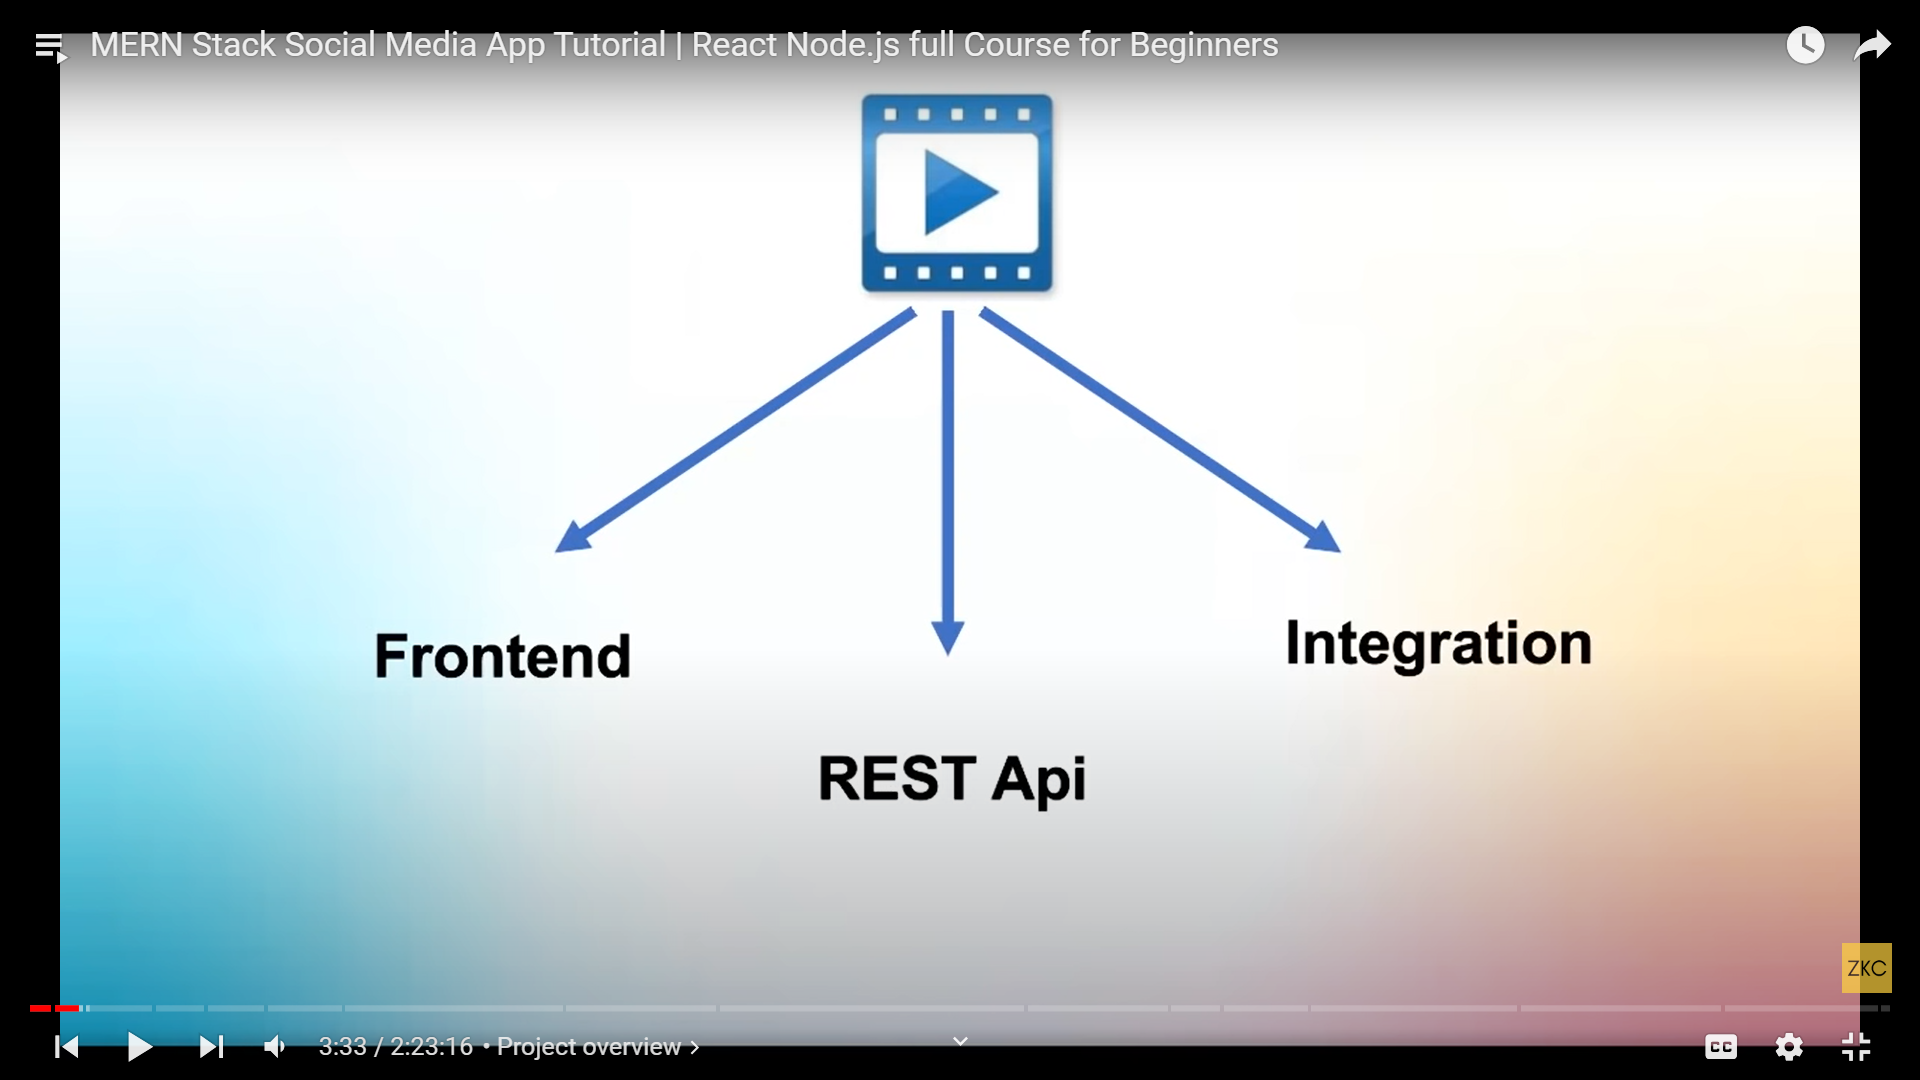 MERN Stack Social Media App Tutorial | React Node.js full Course for Beginners
Frontend
Integration
REST Api
ZKC
3:33 / 2:23:16 • Project overview >
CC